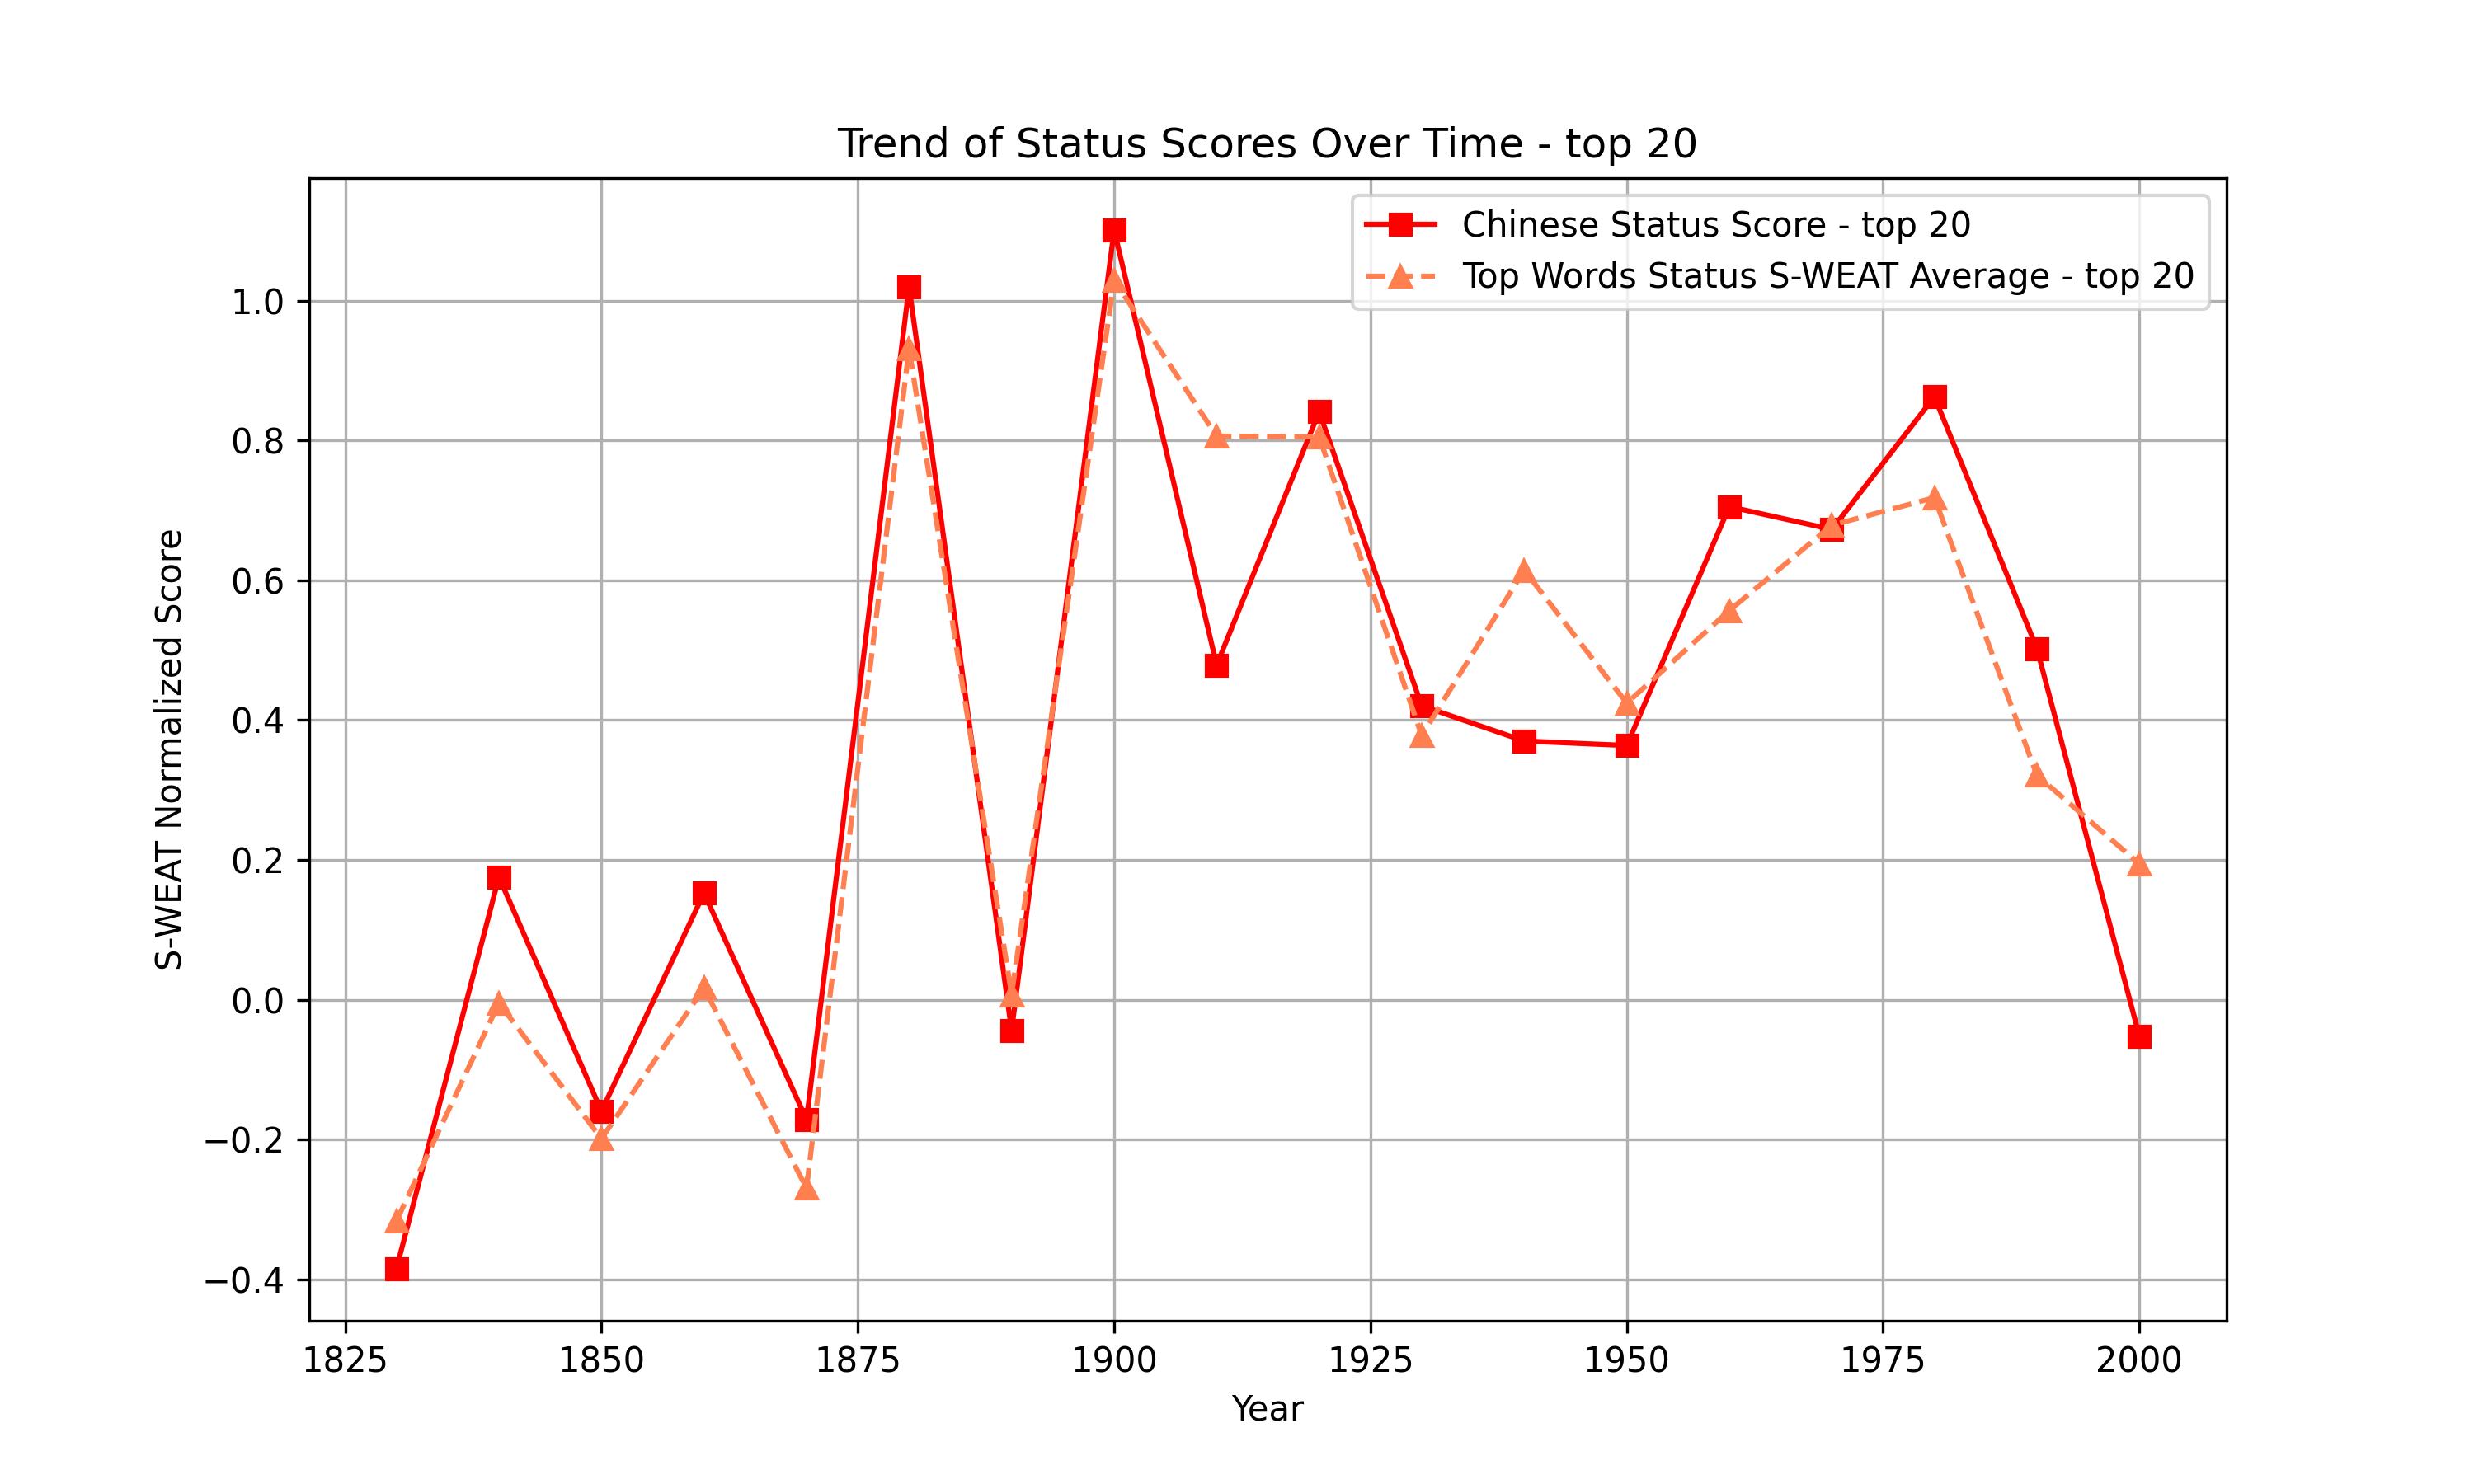 Trend of Status Scores Over Time - top 20
Chinese Status Score - top 20
Top Words Status S-WEAT Average - top 20
S-WEAT Normalized Score
1.0
0.8
0.6
0.4
0.2
0.0
−0.2
−0.4
1825 1850 1875 1900 1925 1950 1975 2000
Year